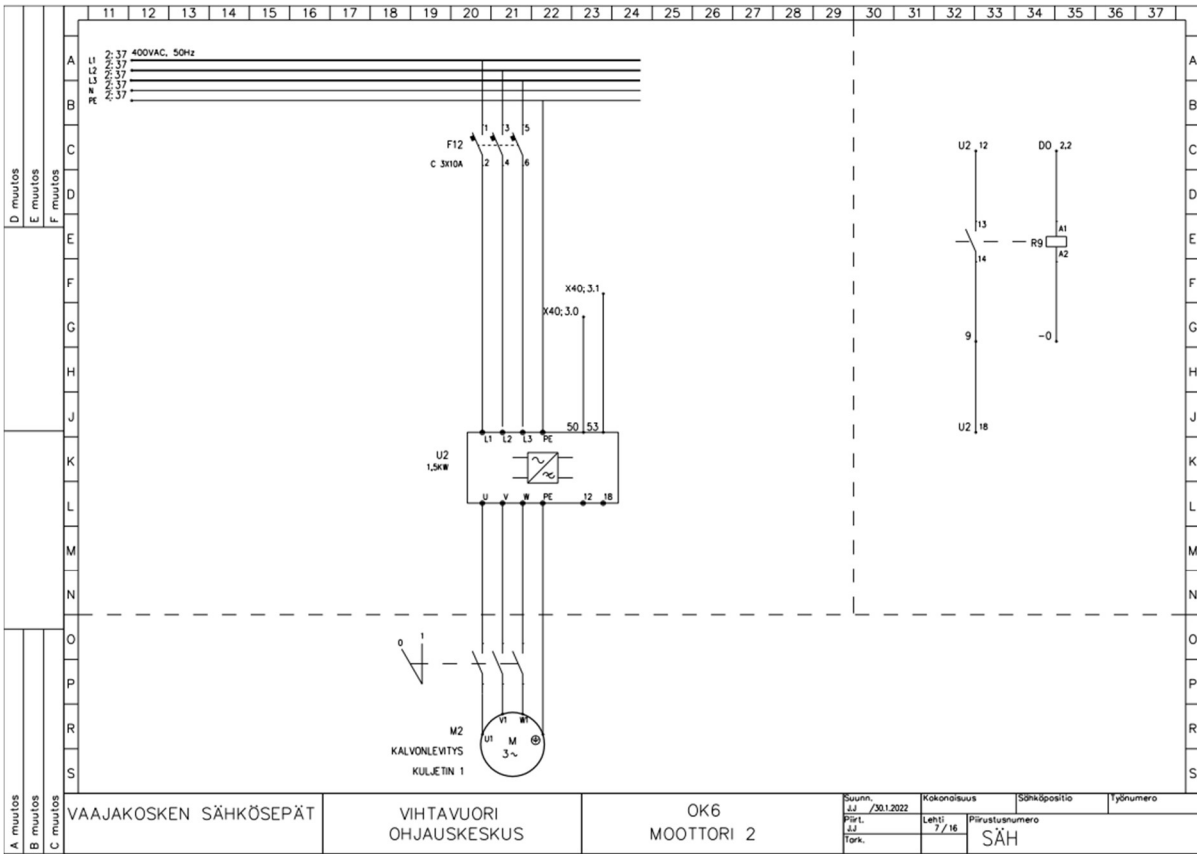 11 12 13 14 15 16 17 18 19 20 21 22 23 24 25 26 27 28 29 30 31 32 33 34 35 36 37
A L1 2:37 400VAC, 50Hz A
L2 2:37
L3 2:37
N 2:37
B PE 2:37 B
1 3 5
C F12 U2 12 DO 2.2 C
C 3X10A 2 4 6
D D
13 A1
E R9 E
14 A2
F F
X40; 3.1
X40; 3.0
G 9 -0 G
H H
J J
50 53 U2 18
L1 L2 L3 PE
K U2 K
1,5KW
L U V W PE 12 18 L
M M
N N
O 0 1 O
P P
V1 W1
R M2 U1 M R
KALVONLEVITYS 3~
S KULJETIN 1 S
D muutos
E muutos
F muutos
A muutos
B muutos
C muutos
VAAJAKOSKEN SÄHKÖSEPÄT
VIHTAVUORI
OHJAUSKESKUS
OK6
MOOTTORI 2
Suunn. Kokonaisuus Sähköpositio Työnumero
J.J /30.1.2022
Piirt. Lehti Piirustusnumero
J.J 7/16 SÄH
Tark.